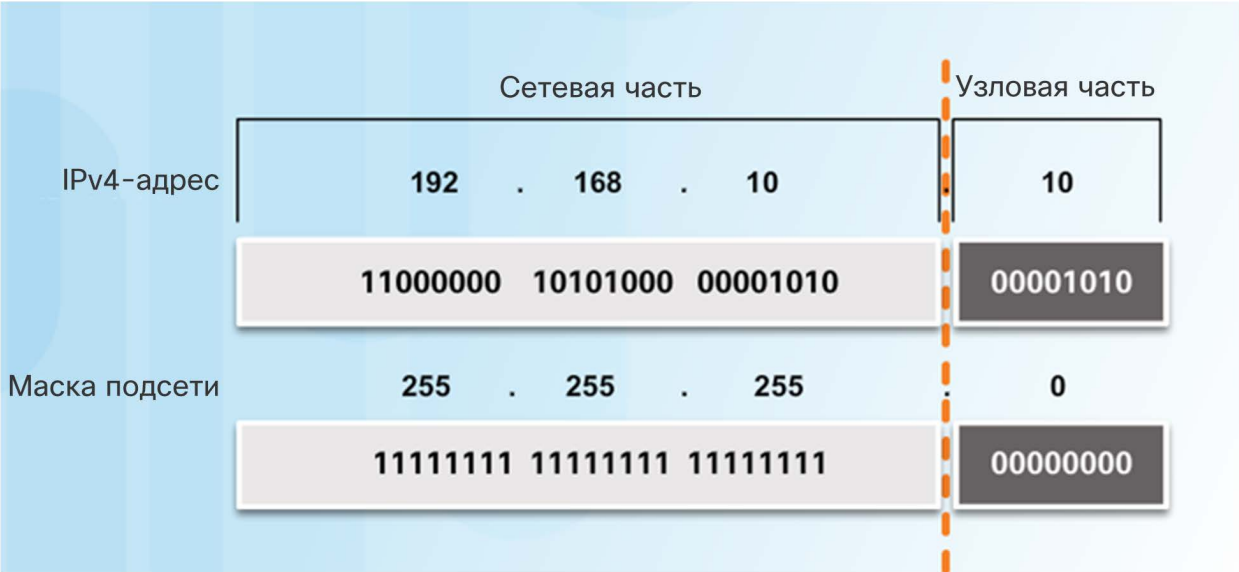 Сетевая часть Узловая часть
IPv4-адрес 192 . 168 . 10 . 10
11000000 10101000 00001010 00001010
Маска подсети 255 . 255 . 255 . 0
11111111 11111111 11111111 00000000